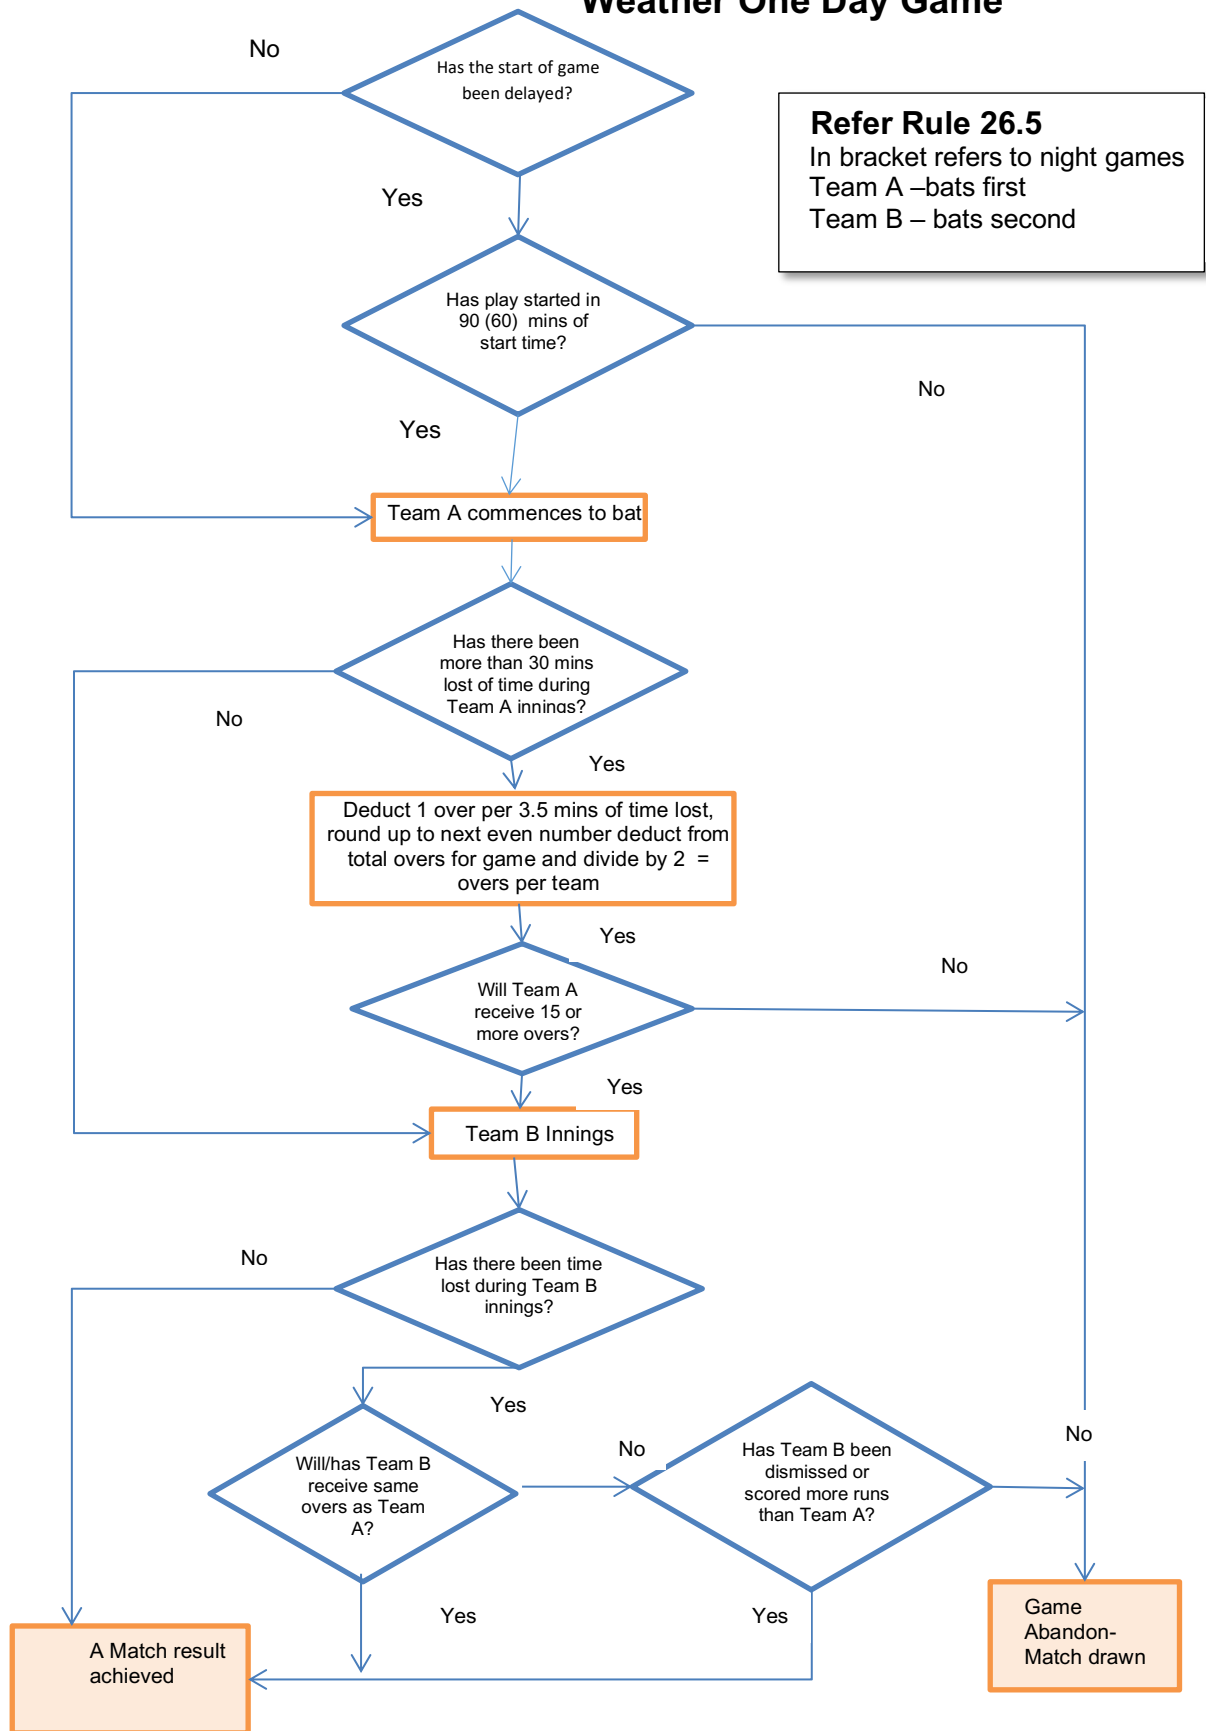 Weather One Day Game
No
Has the start of game
been delayed?
Refer Rule 26.5
In bracket refers to night games
Team A –bats first
Team B – bats second
Yes
Has play started in
90 (60)  mins of
start time?
No
Yes
Team A commences to bat
Has there been
more than 30 mins
lost of time during
Team A innings?
No
Yes
Deduct 1 over per 3.5 mins of time lost,
round up to next even number deduct from
total overs for game and divide by 2  =
overs per team
Yes
No
Will Team A
receive 15 or
more overs?
Yes
Team B Innings
No
Has there been time
lost during Team B
innings?
Yes
No
Will/has Team B
receive same
overs as Team
A?
No
Has Team B been
dismissed or
scored more runs
than Team A?
Yes
Yes
A Match result
achieved
Game
Abandon-
Match drawn